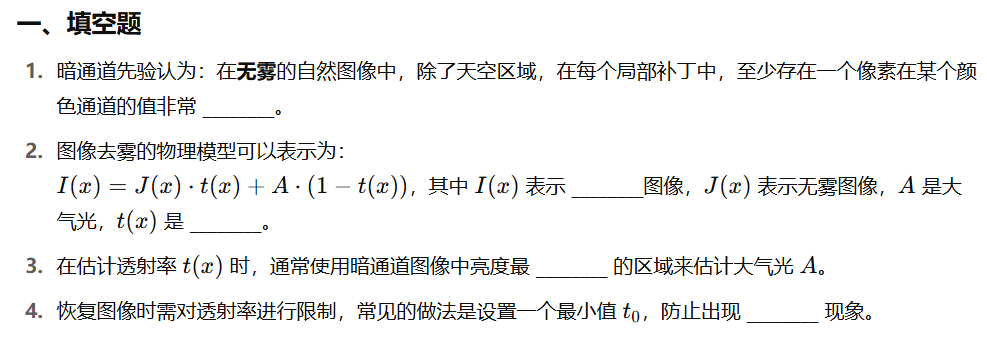 一、填空题
1. 暗通道先验认为：在无雾的自然图像中，除了天空区域，在每个局部补丁中，至少存在一个像素在某个颜
色通道的值非常 ________。
2. 图像去雾的物理模型可以表示为：
I(x) = J(x) · t(x) + A · (1 − t(x))，其中 I(x) 表示 ________图像，J(x) 表示无雾图像，A 是大
气光，t(x) 是 ________。
3. 在估计透射率 t(x) 时，通常使用暗通道图像中亮度最 ________ 的区域来估计大气光 A。
4. 恢复图像时需对透射率进行限制，常见的做法是设置一个最小值 t₀，防止出现 ________ 现象。